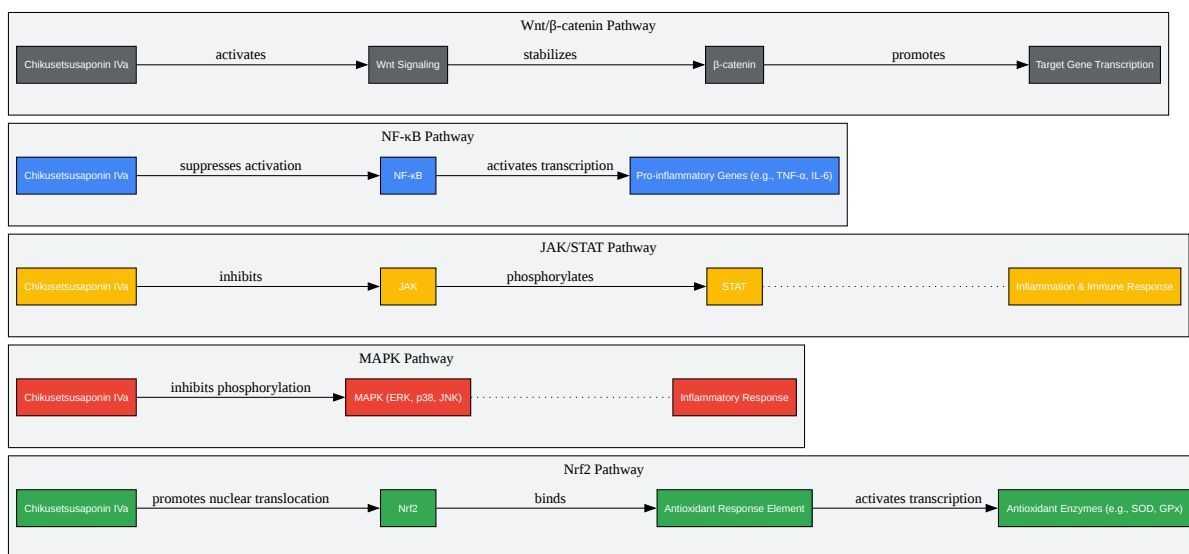 Wnt/β-catenin Pathway
activates
stabilizes
promotes
Chikusetsusaponin IVa
Wnt Signaling
β-catenin
Target Gene Transcription
NF-κB Pathway
suppresses activation
activates transcription
Chikusetsusaponin IVa
NF-κB
Pro-inflammatory Genes (e.g., TNF-α, IL-6)
JAK/STAT Pathway
inhibits
phosphorylates
Chikusetsusaponin IVa
JAK
STAT
Inflammation & Immune Response
MAPK Pathway
inhibits phosphorylation
Chikusetsusaponin IVa
MAPK (ERK, p38, JNK)
Inflammatory Response
Nrf2 Pathway
promotes nuclear translocation
binds
activates transcription
Chikusetsusaponin IVa
Nrf2
Antioxidant Response Element
Antioxidant Enzymes (e.g., SOD, GPx)